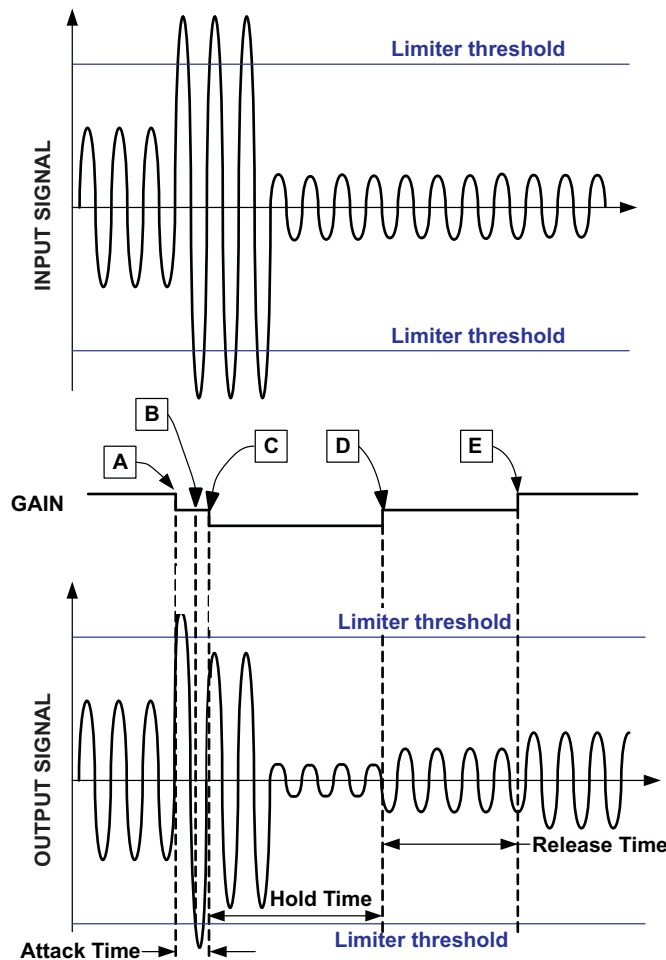 Limiter threshold
INPUT SIGNAL
Limiter threshold
B
A
C
D
E
GAIN
Limiter threshold
OUTPUT SIGNAL
Release Time
Hold Time
Limiter threshold
Attack Time